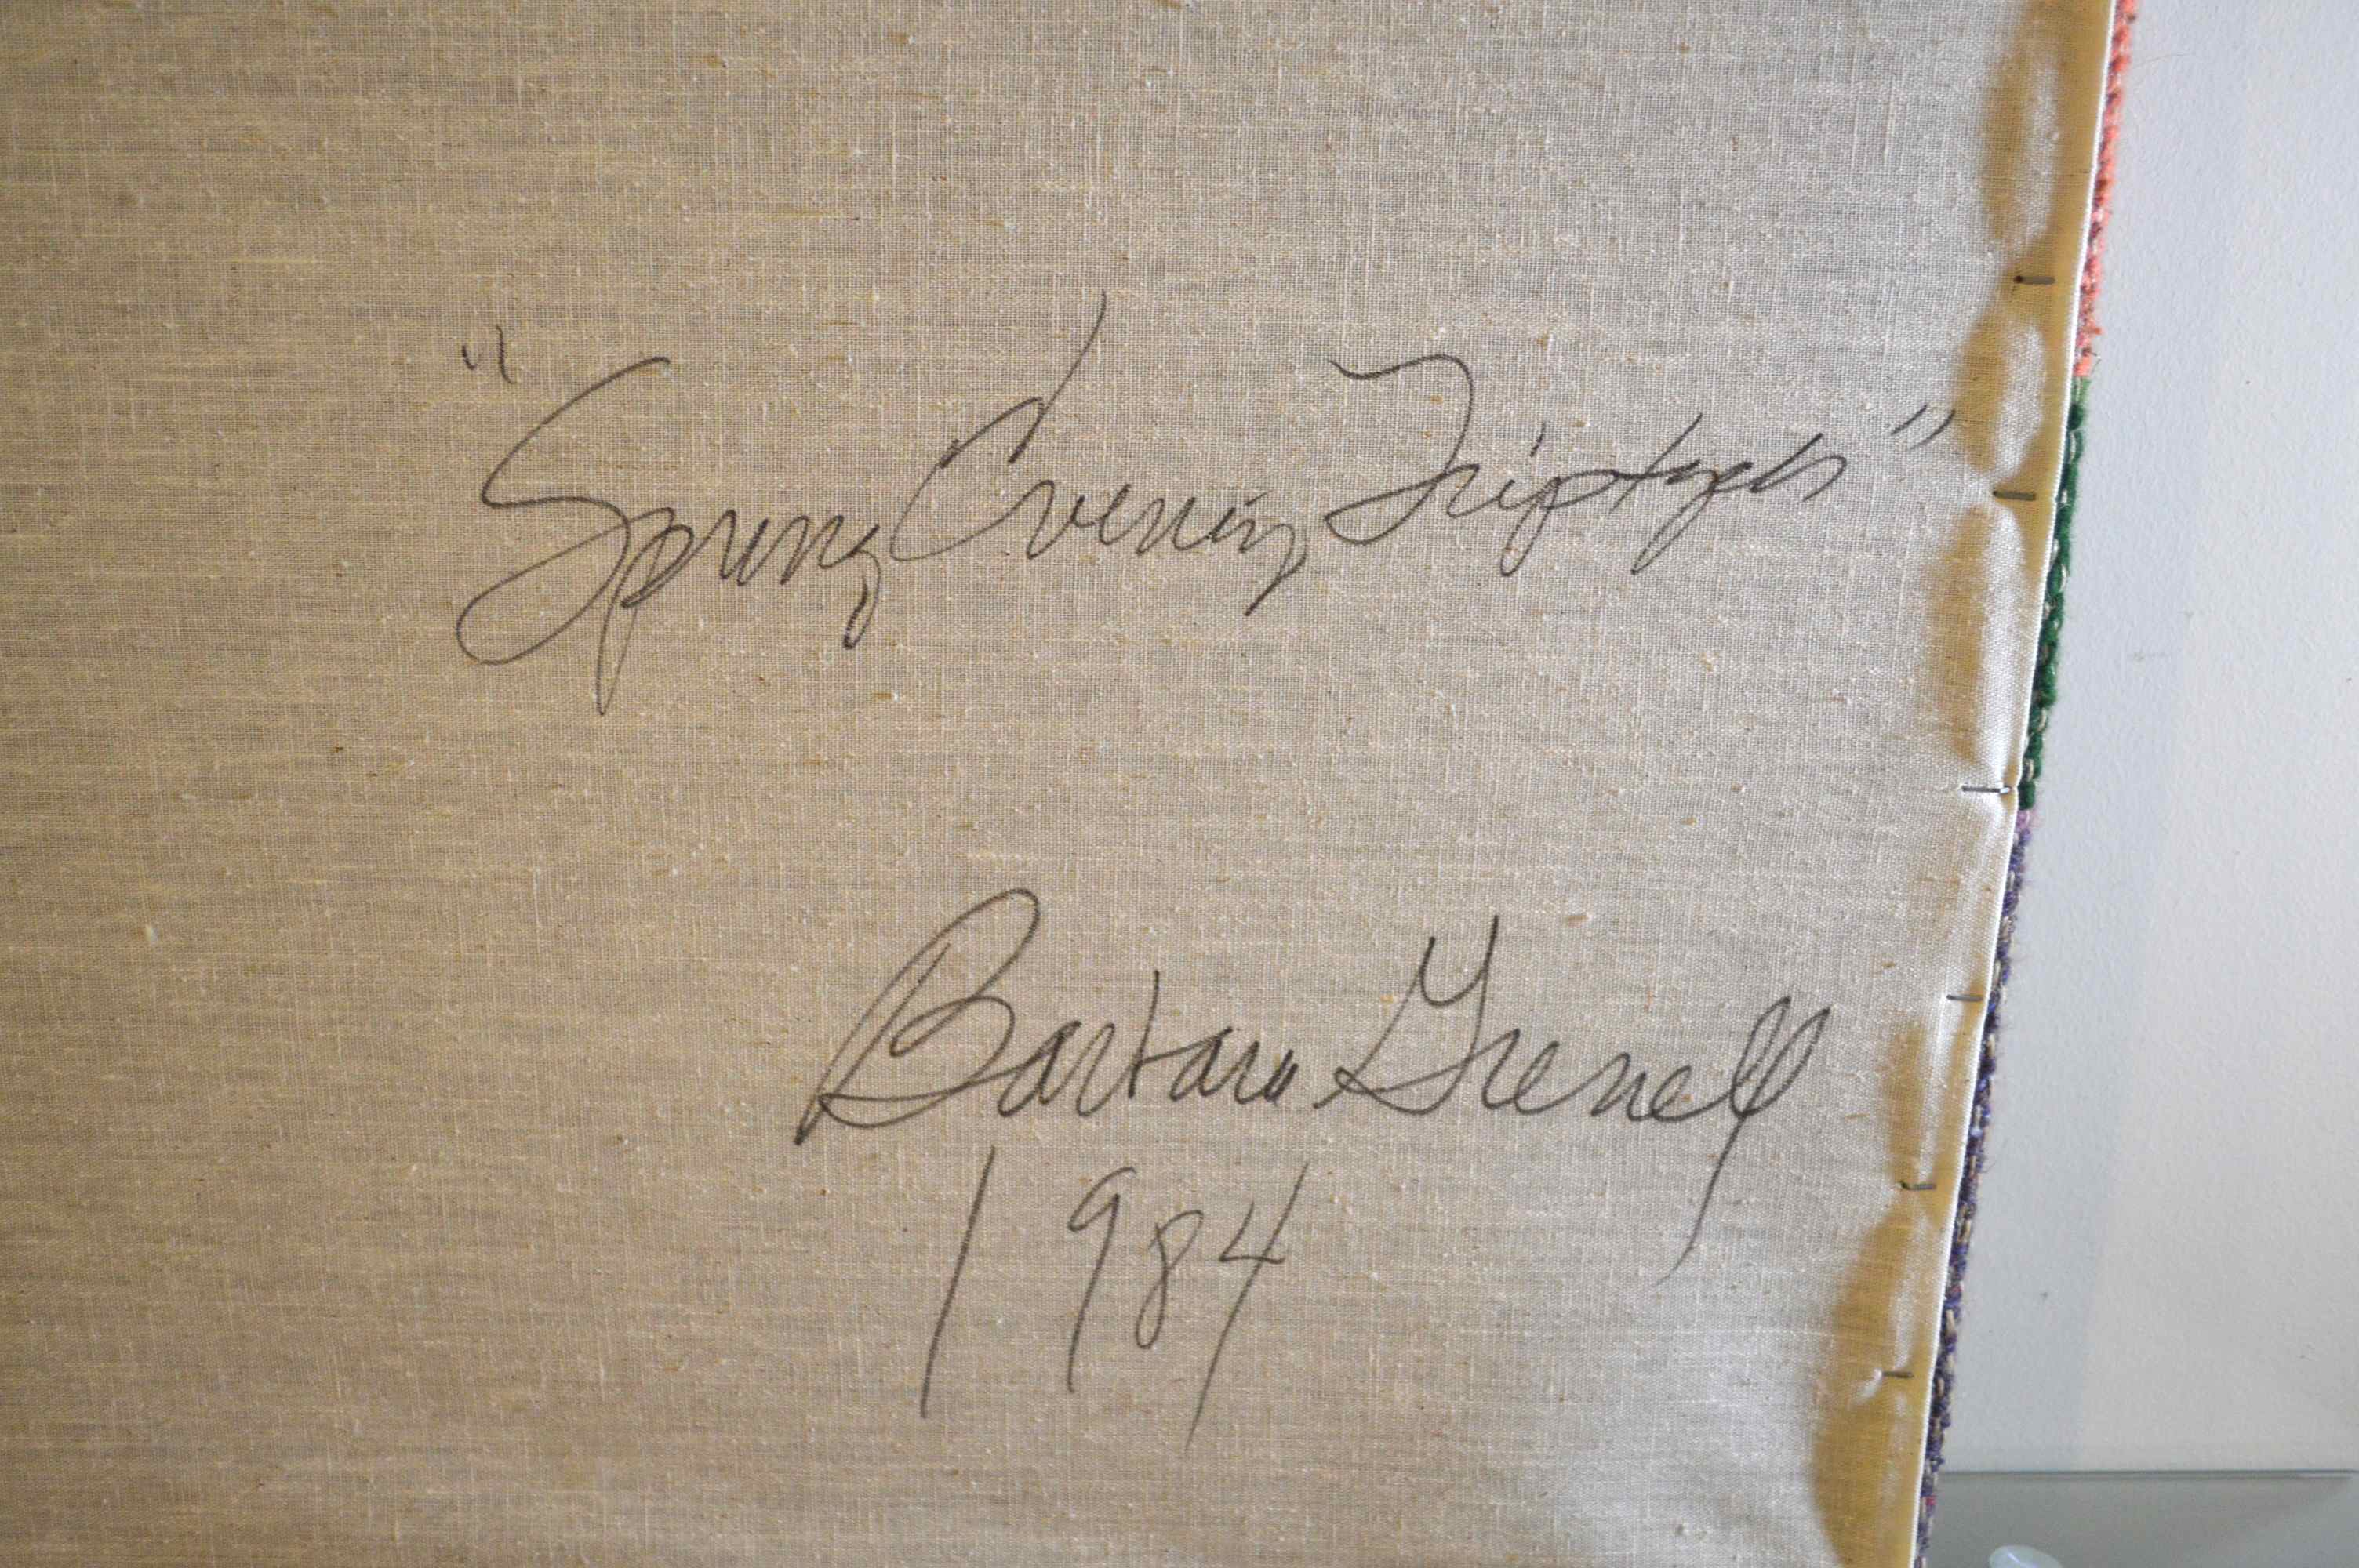 "Spring Evening Triptych"
Barbara Grenell
1984